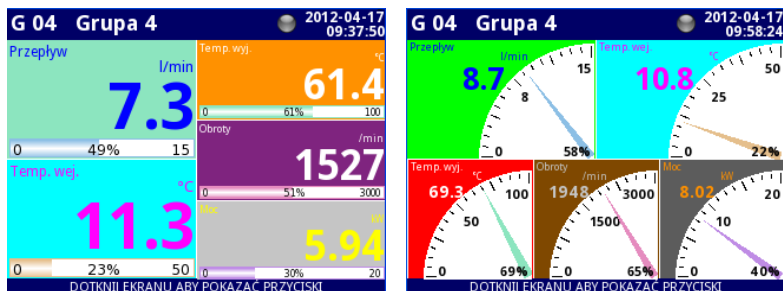 G 04 Grupa 4 2012-04-17
09:37:50
Przepływ
l/min
7.3
0 49% 15
Temp. wyj.
°C
61.4
0 61% 100
Obroty
/min
1527
0 51% 3000
Temp. wej.
°C
11.3
0 23% 50
Moc
kW
5.94
0 30% 20
DOTKNIJ EKRANU ABY POKAZAĆ PRZYCISKI
G 04 Grupa 4 2012-04-17
09:58:24
Przepływ
l/min
8.7
15
8
0 58%
Temp. wej.
°C
10.8
50
25
0 22%
Temp. wyj.
°C
69.3
100
50
0 69%
Obroty
/min
1948
3000
1500
0 65%
Moc
kW
8.02
20
10
0 40%
DOTKNIJ EKRANU ABY POKAZAĆ PRZYCISKI